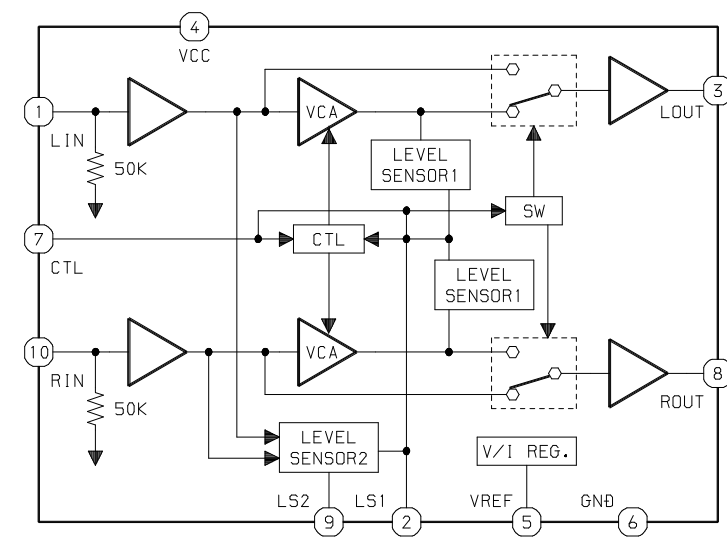 4
VCC
1
LIN
50K
VCA
LEVEL
SENSOR1
3
LOUT
SW
7
CTL
CTL
LEVEL
SENSOR1
10
RIN
50K
VCA
8
ROUT
LEVEL
SENSOR2
V/I REG.
LS2
LS1
VREF
GND
9
2
5
6